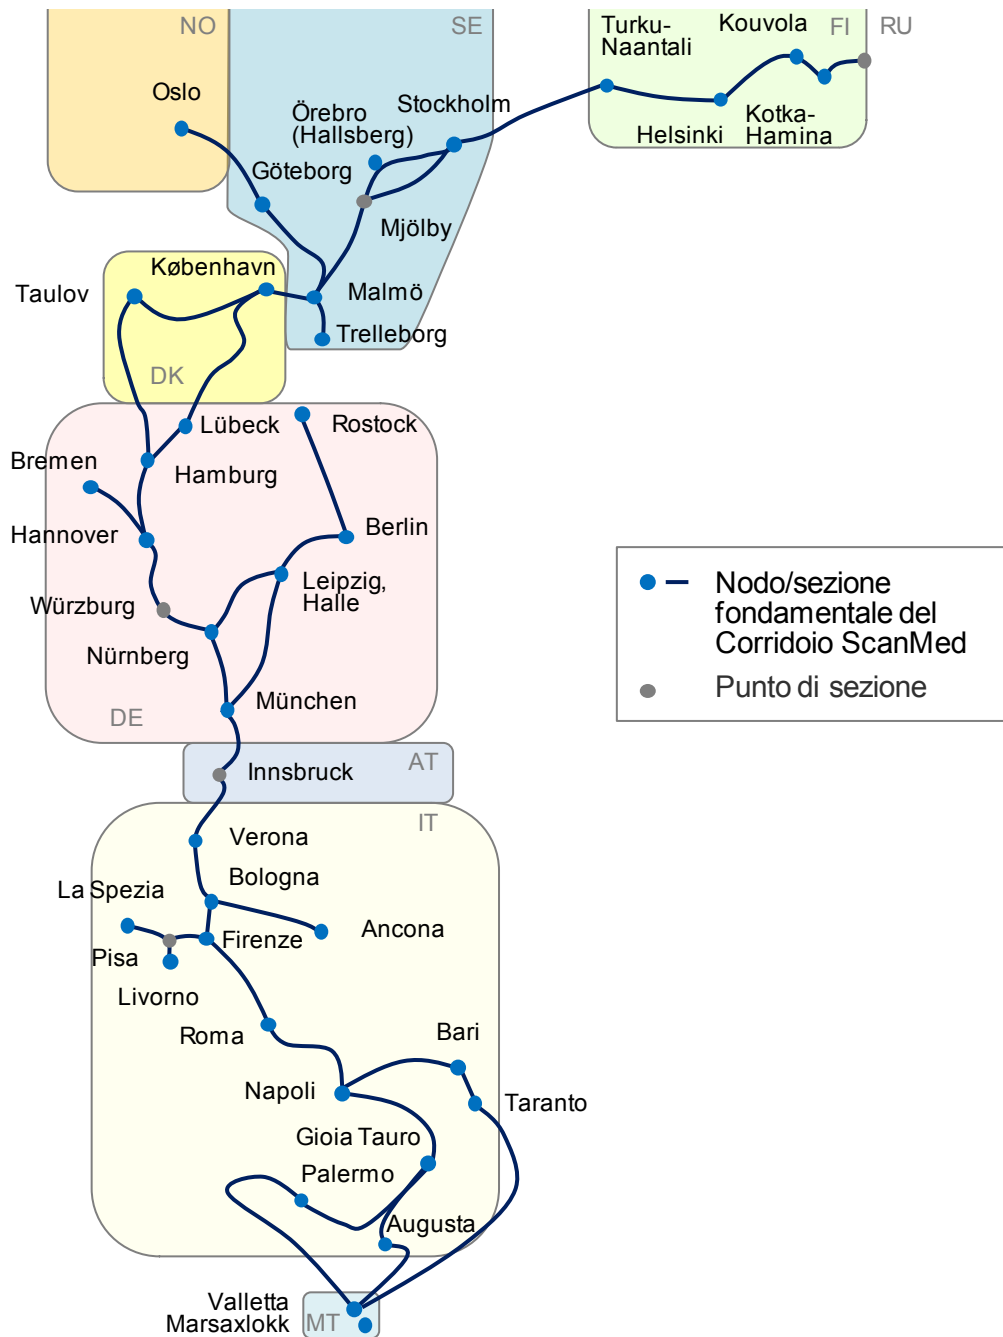 NO
SE
Turku-
Naantali
Kouvola
FI
RU
Oslo
Örebro
(Hallsberg)
Stockholm
Helsinki
Kotka-
Hamina
Göteborg
Mjölby
København
Taulov
Malmö
Trelleborg
DK
Lübeck
Rostock
Bremen
Hamburg
Hannover
Berlin
Leipzig,
Halle
Würzburg
Nürnberg
München
DE
Nodo/sezione
fondamentale del
Corridoio ScanMed
Punto di sezione
AT
Innsbruck
IT
Verona
Bologna
La Spezia
Ancona
Firenze
Pisa
Livorno
Roma
Bari
Napoli
Taranto
Gioia Tauro
Palermo
Augusta
Valletta
Marsaxlokk
MT